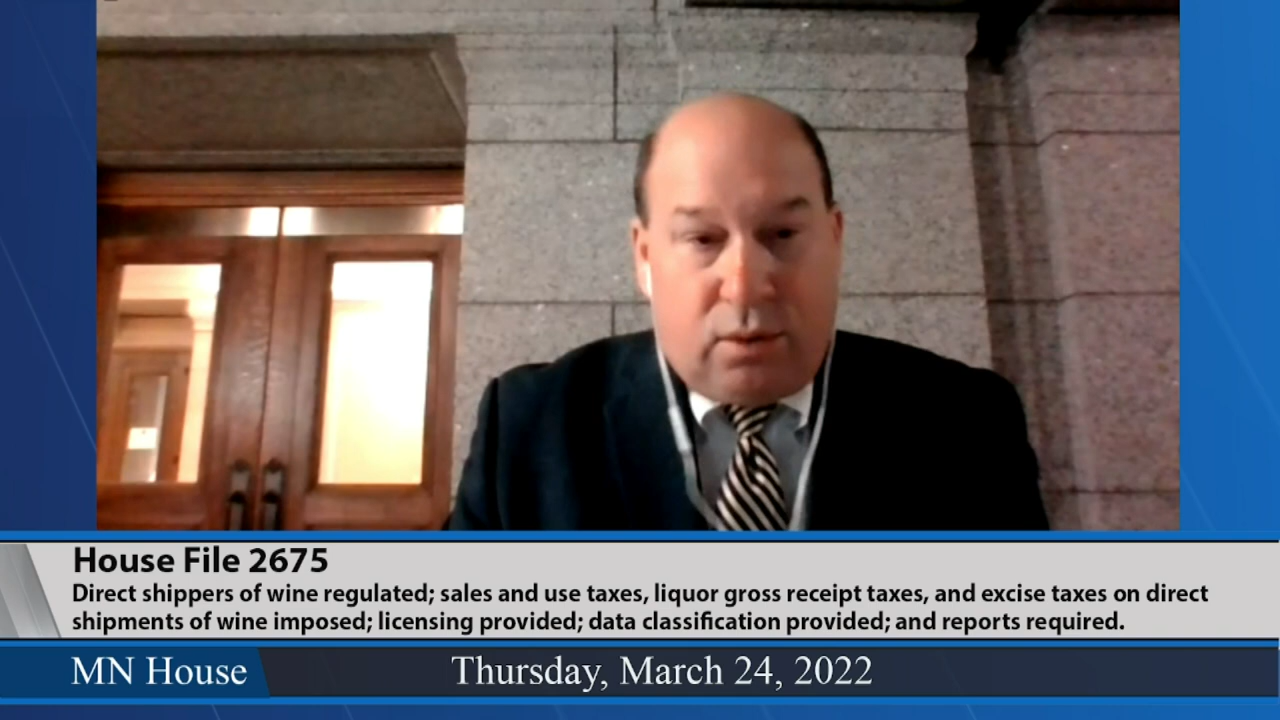 House File 2675
Direct shippers of wine regulated; sales and use taxes, liquor gross receipt taxes, and excise taxes on direct
shipments of wine imposed; licensing provided; data classification provided; and reports required.
MN House
Thursday, March 24, 2022